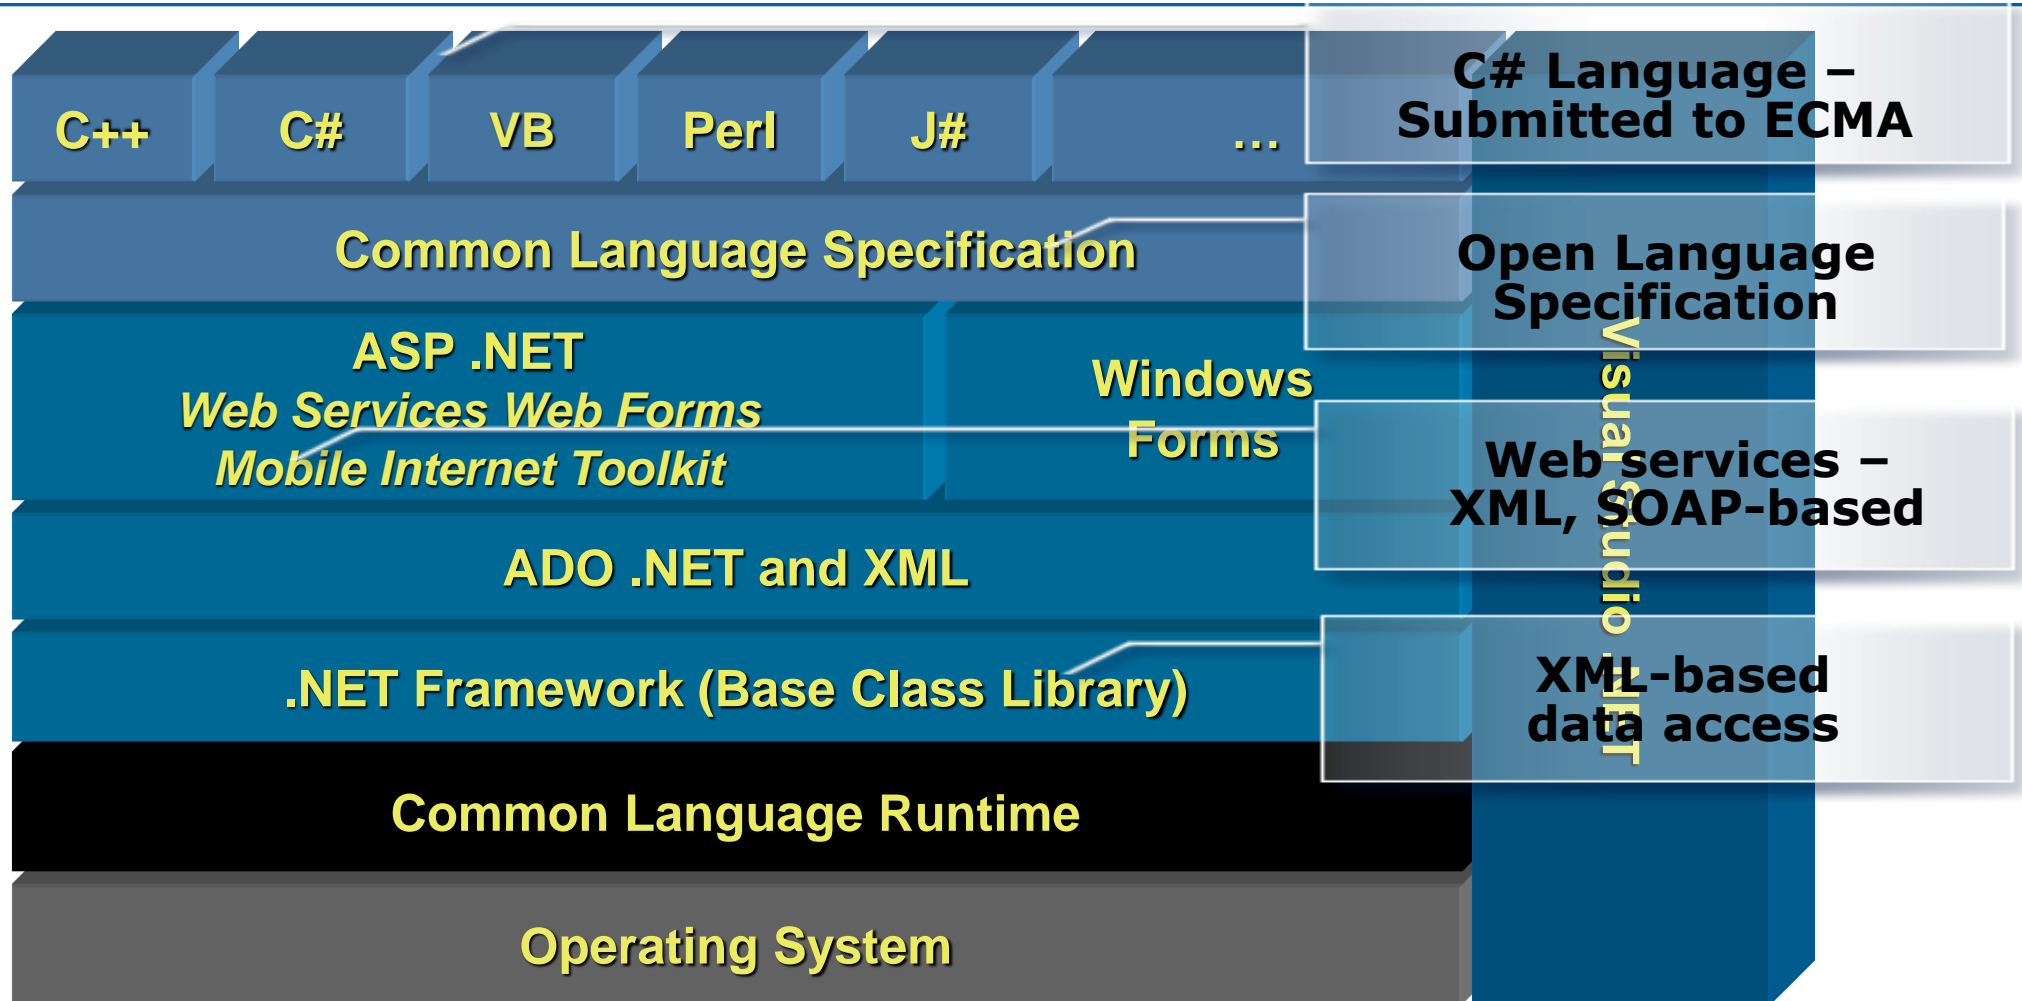 C++
C#
VB
Perl
J#
...
C# Language –
Submitted to ECMA
Common Language Specification
Open Language
Specification
ASP .NET
Web Services Web Forms
Mobile Internet Toolkit
Windows
Forms
Web services –
XML, SOAP-based
ADO .NET and XML
.NET Framework (Base Class Library)
XML-based
data access
Common Language Runtime
Operating System
Visual Studio .NET